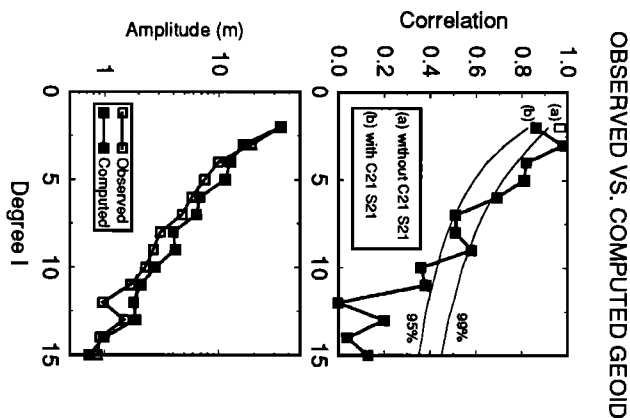 OBSERVED VS. COMPUTED GEOID
Correlation
1.0
0.8
0.6
0.4
0.2
0.0
(a)
(b)
(a) without C21 S21
(b) with C21 S21
99%
95%
0
5
10
15
Amplitude (m)
10
1
Observed
Computed
0
5
10
15
Degree l